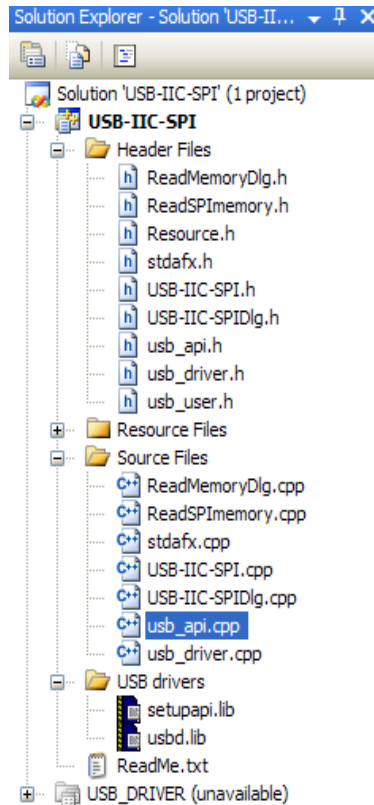 Solution Explorer - Solution 'USB-II...
Solution 'USB-IIC-SPI' (1 project)
USB-IIC-SPI
Header Files
ReadMemoryDlg.h
ReadSPImemory.h
Resource.h
stdafx.h
USB-IIC-SPI.h
USB-IIC-SPIDlg.h
usb_api.h
usb_driver.h
usb_user.h
Resource Files
Source Files
ReadMemoryDlg.cpp
ReadSPImemory.cpp
stdafx.cpp
USB-IIC-SPI.cpp
USB-IIC-SPIDlg.cpp
usb_api.cpp
usb_driver.cpp
USB drivers
setupapi.lib
usbd.lib
ReadMe.txt
USB_DRIVER (unavailable)